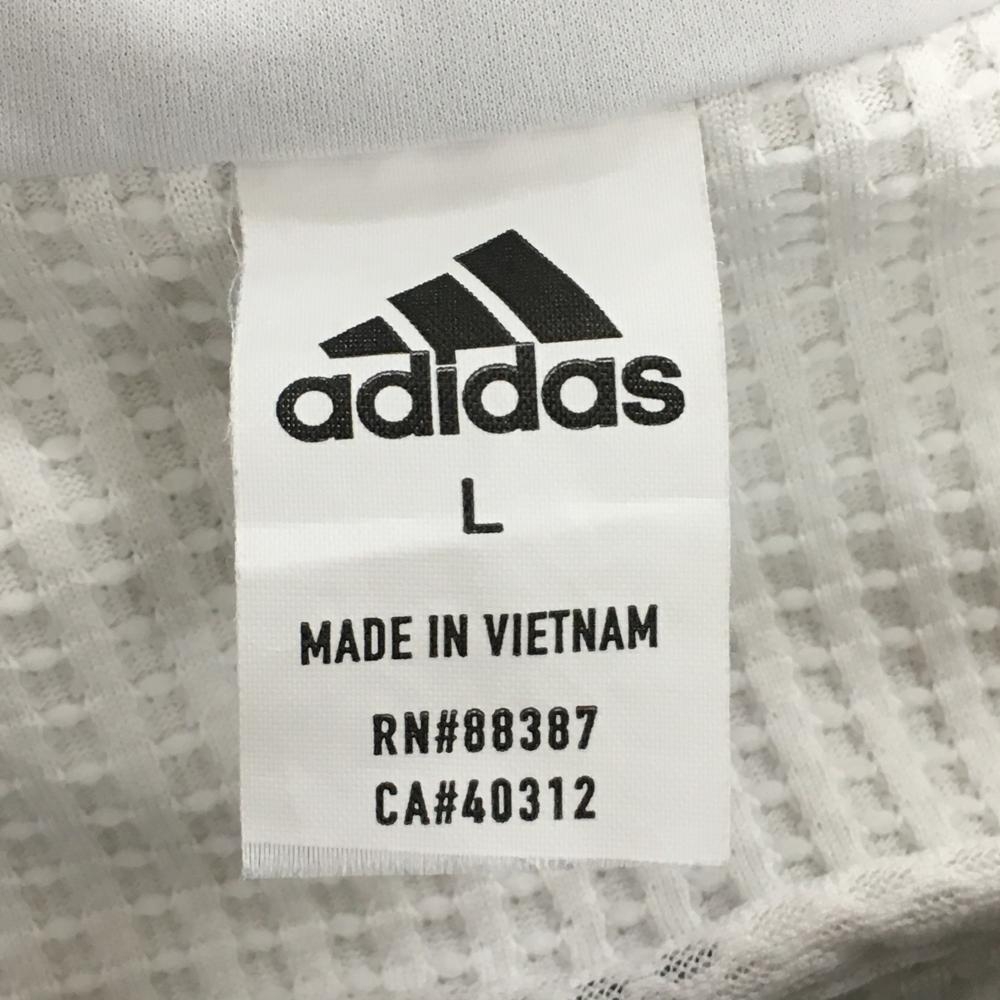 adidas
L
MADE IN VIETNAM
RN#88387
CA#40312